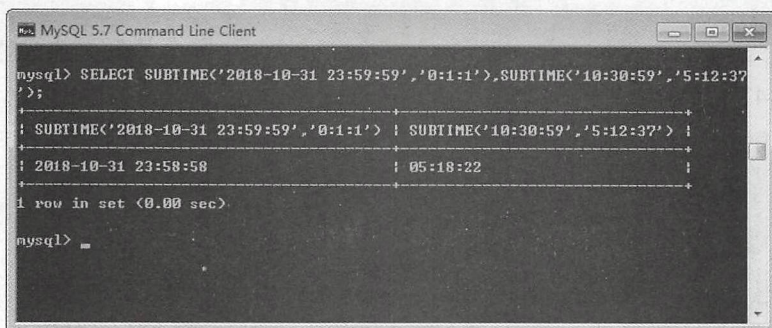 MySQL 5.7 Command Line Client
mysql> SELECT SUBTIME('2018-10-31 23:59:59','0:1:1'),SUBTIME('10:30:59','5:12:37
');
+----------------------------------------+--------------------------------+
| SUBTIME('2018-10-31 23:59:59','0:1:1') | SUBTIME('10:30:59','5:12:37') |
+----------------------------------------+--------------------------------+
| 2018-10-31 23:58:58 | 05:18:22 |
+----------------------------------------+--------------------------------+
1 row in set (0.00 sec)
mysql> _